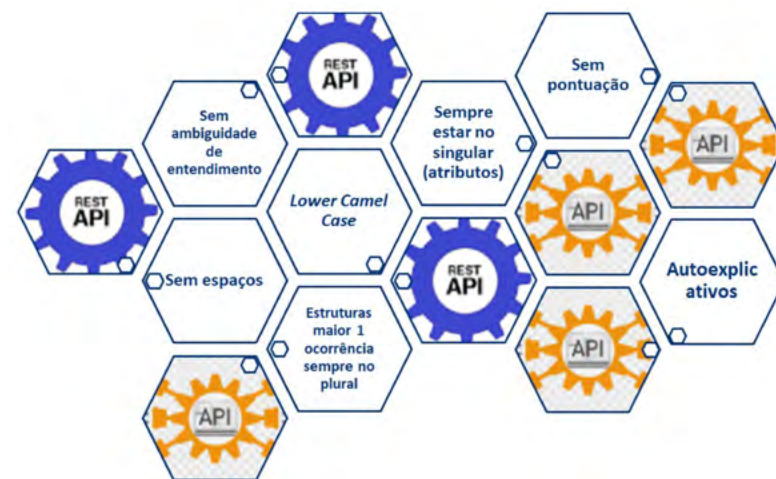 REST
API
Sem
pontuação
Sem
ambiguidade
de
entendimento
Sempre
estar no
singular
(atributos)
API
REST
API
Lower Camel
Case
API
Sem espaços
REST
API
Autoexplic
ativos
Estruturas
maior 1
ocorrência
sempre no
plural
API
API